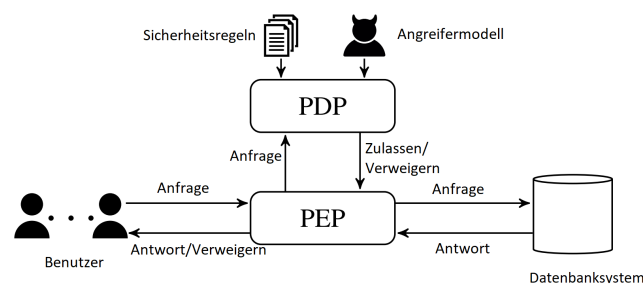 Sicherheitsregeln
Angreifermodell
PDP
Anfrage
Zulassen/
Verweigern
Anfrage
PEP
Anfrage
Antwort/Verweigern
Antwort
Benutzer
Datenbanksystem